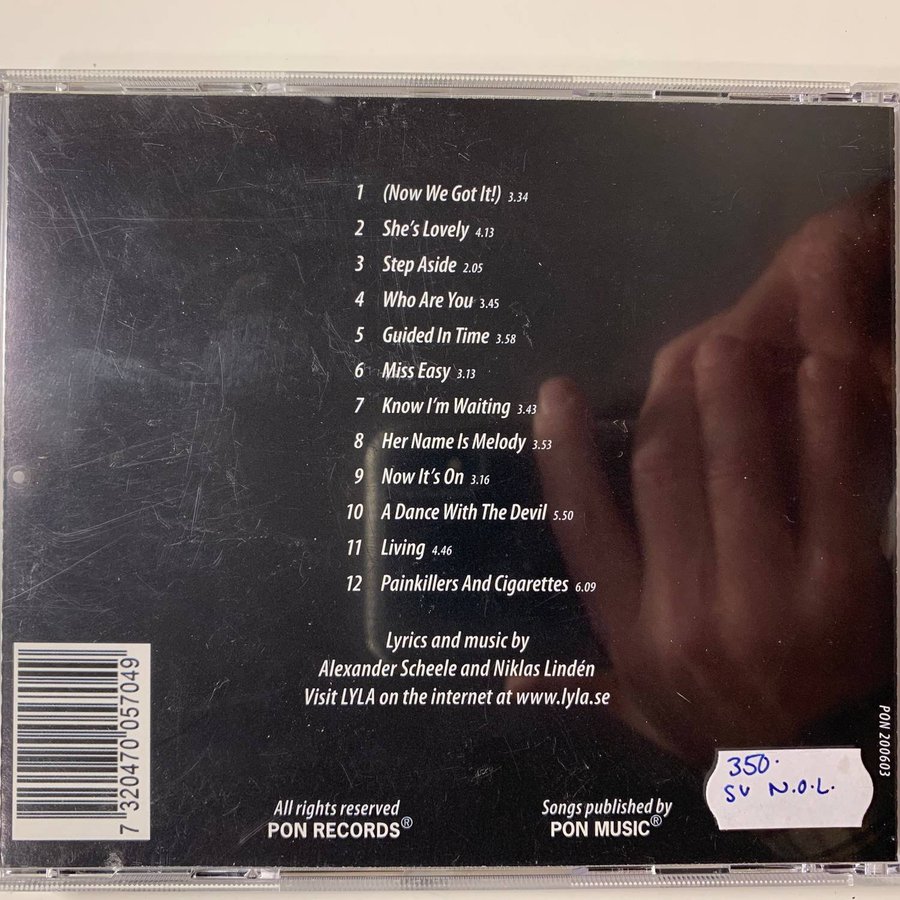 1 (Now We Got It!) 3.34
2 She's Lovely 4.13
3 Step Aside 2.05
4 Who Are You 3.45
5 Guided In Time 3.58
6 Miss Easy 3.13
7 Know I'm Waiting 3.43
8 Her Name Is Melody 3.53
9 Now It's On 3.16
10 A Dance With The Devil 5.50
11 Living 4.46
12 Painkillers And Cigarettes 6.09
Lyrics and music by
Alexander Scheele and Niklas Lindén
Visit LYLA on the internet at www.lyla.se
7 320470 057049
PON 200603
350.
SV N.O.L.
All rights reserved
PON RECORDS®
Songs published by
PON MUSIC®